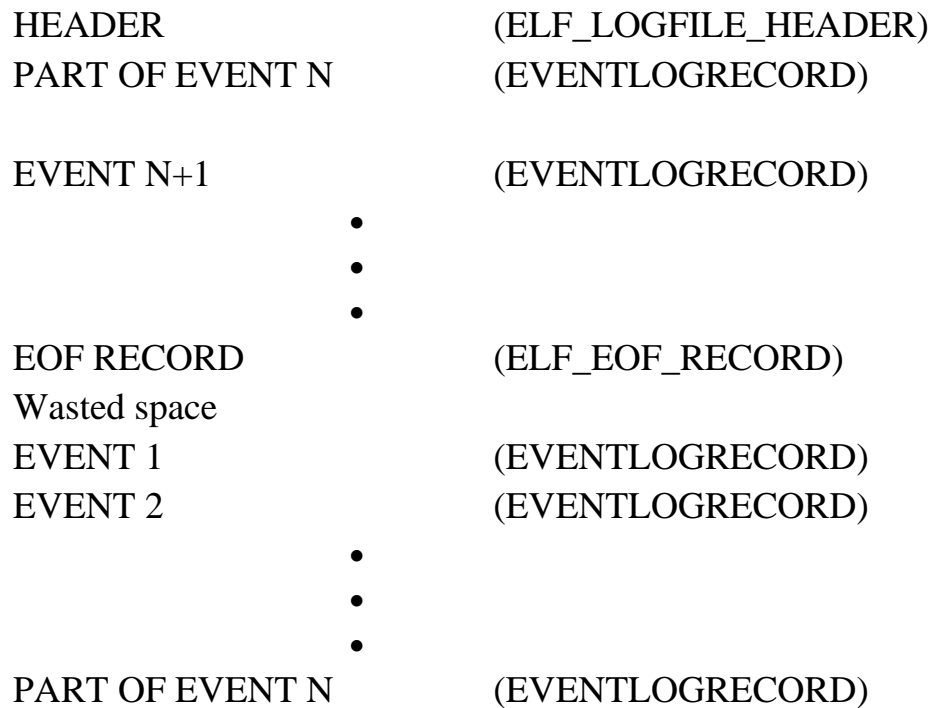 HEADER (ELF_LOGFILE_HEADER)
PART OF EVENT N (EVENTLOGRECORD)
EVENT N+1 (EVENTLOGRECORD)
•
•
•
EOF RECORD (ELF_EOF_RECORD)
Wasted space
EVENT 1 (EVENTLOGRECORD)
EVENT 2 (EVENTLOGRECORD)
•
•
•
PART OF EVENT N (EVENTLOGRECORD)